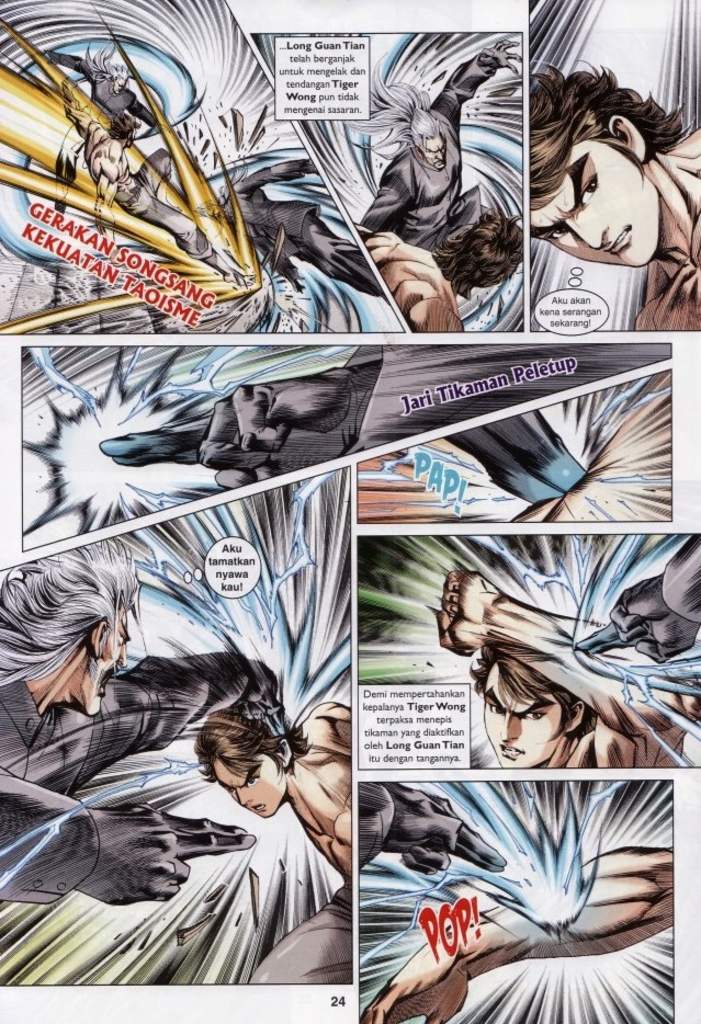 GERAKAN SONGSANG
KEKUATAN TAOISME
...Long Guan Tian
telah berganjak
untuk mengelak dan
tendangan Tiger
Wong pun tidak
mengenai sasaran.
Aku akan
kena serangan
sekarang!
Jari Tikaman Peletup
PAP!
Aku
tamatkan
nyawa
kau!
Demi mempertahankan
kepalanya Tiger Wong
terpaksa menepis
tikaman yang diaktifkan
oleh Long Guan Tian
itu dengan tangannya.
POP!
24